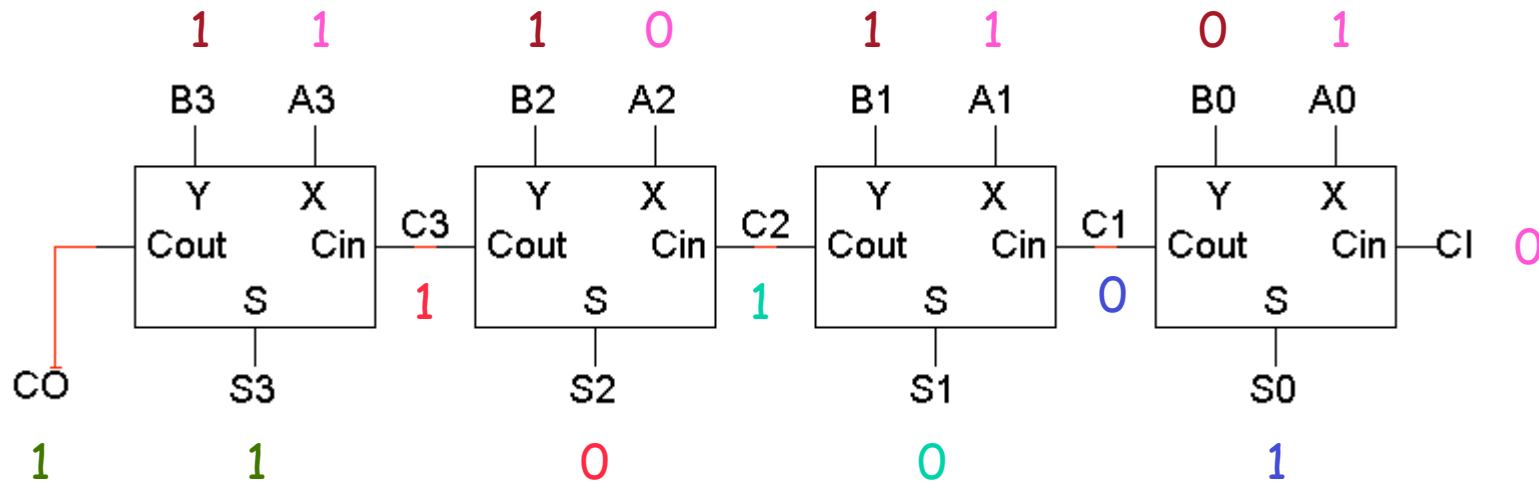 1 1 1 0 1 1 0 1
B3 A3 B2 A2 B1 A1 B0 A0
Y X Y X Y X Y X
C3 C2 C1
Cout Cin Cout Cin Cout Cin Cout Cin CI 0
1 1 0
S S S S
CO S3 S2 S1 S0
1 1 0 0 1